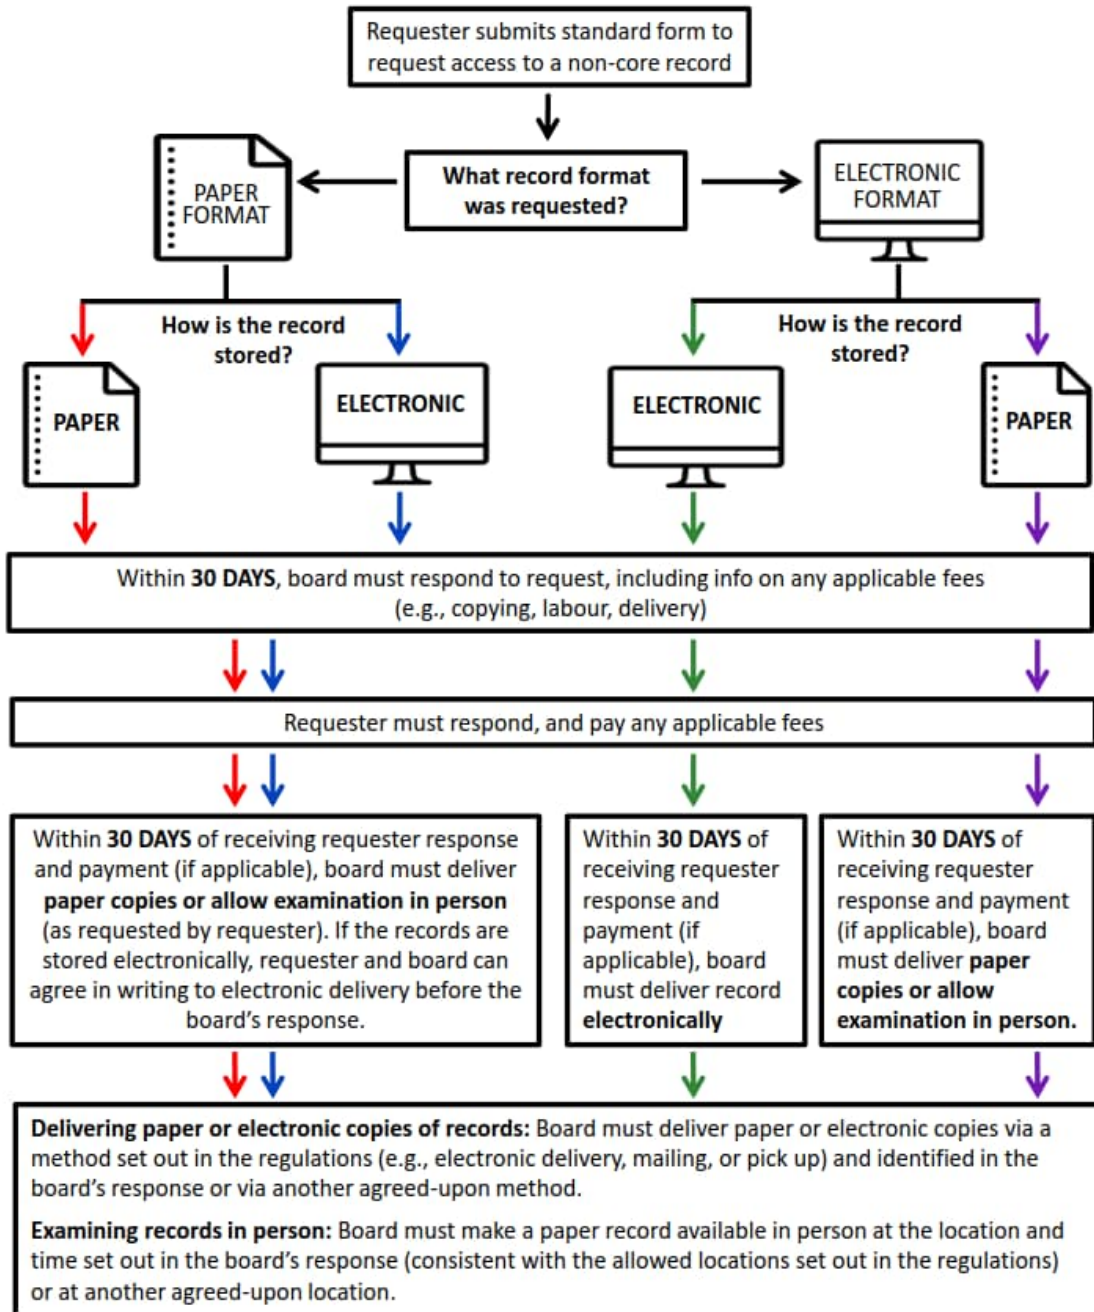 Requester submits standard form to
request access to a non-core record
What record format
was requested?
PAPER
FORMAT
ELECTRONIC
FORMAT
How is the record
stored?
How is the record
stored?
PAPER
ELECTRONIC
ELECTRONIC
PAPER
Within 30 DAYS, board must respond to request, including info on any applicable fees
(e.g., copying, labour, delivery)
Requester must respond, and pay any applicable fees
Within 30 DAYS of receiving requester response
and payment (if applicable), board must deliver
paper copies or allow examination in person
(as requested by requester). If the records are
stored electronically, requester and board can
agree in writing to electronic delivery before the
board's response.
Within 30 DAYS of
receiving requester
response and
payment (if
applicable), board
must deliver record
electronically
Within 30 DAYS of
receiving requester
response and payment
(if applicable), board
must deliver paper
copies or allow
examination in person.
Delivering paper or electronic copies of records: Board must deliver paper or electronic copies via a
method set out in the regulations (e.g., electronic delivery, mailing, or pick up) and identified in the
board's response or via another agreed-upon method.
Examining records in person: Board must make a paper record available in person at the location and
time set out in the board's response (consistent with the allowed locations set out in the regulations)
or at another agreed-upon location.